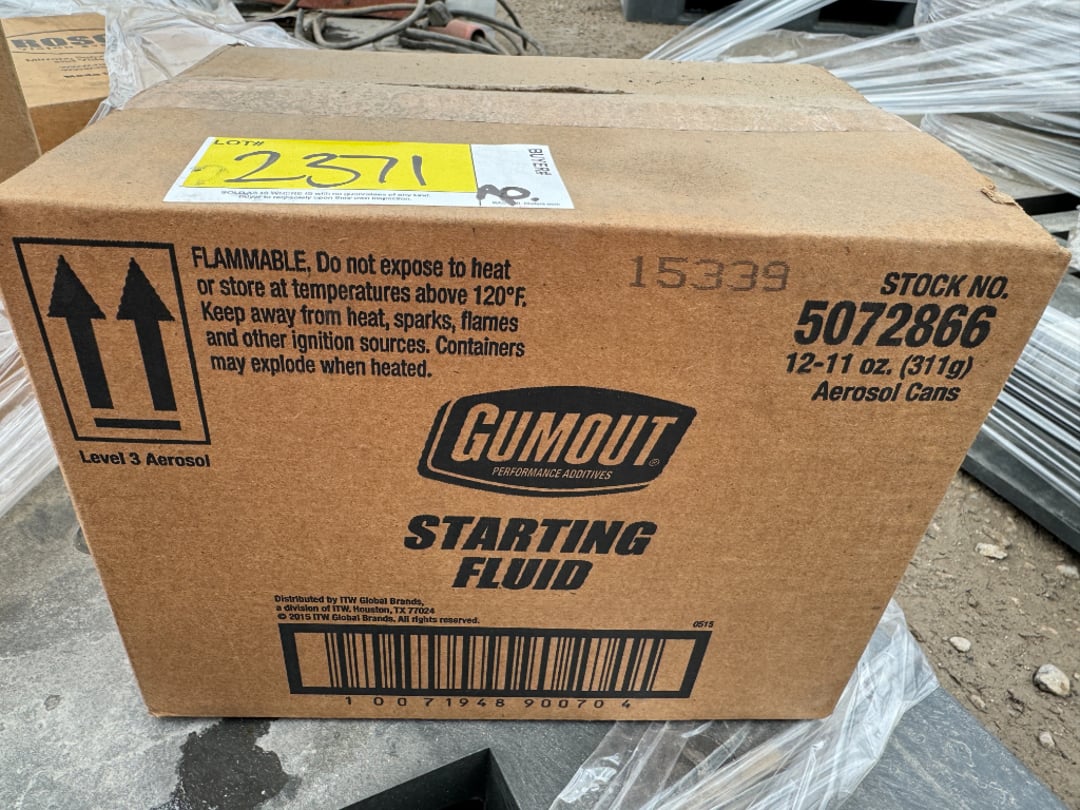 ROSS
LOT#
2371
BUYER#
FLAMMABLE, Do not expose to heat
or store at temperatures above 120°F.
Keep away from heat, sparks, flames
and other ignition sources. Containers
may explode when heated.
Level 3 Aerosol
15339
STOCK NO.
5072866
12-11 oz. (311g)
Aerosol Cans
GUMOUT®
PERFORMANCE ADDITIVES
STARTING
FLUID
Distributed by ITW Global Brands,
a division of ITW, Houston, TX 77024
© 2015 ITW Global Brands. All rights reserved.
0515
1 00 71948 90070 4